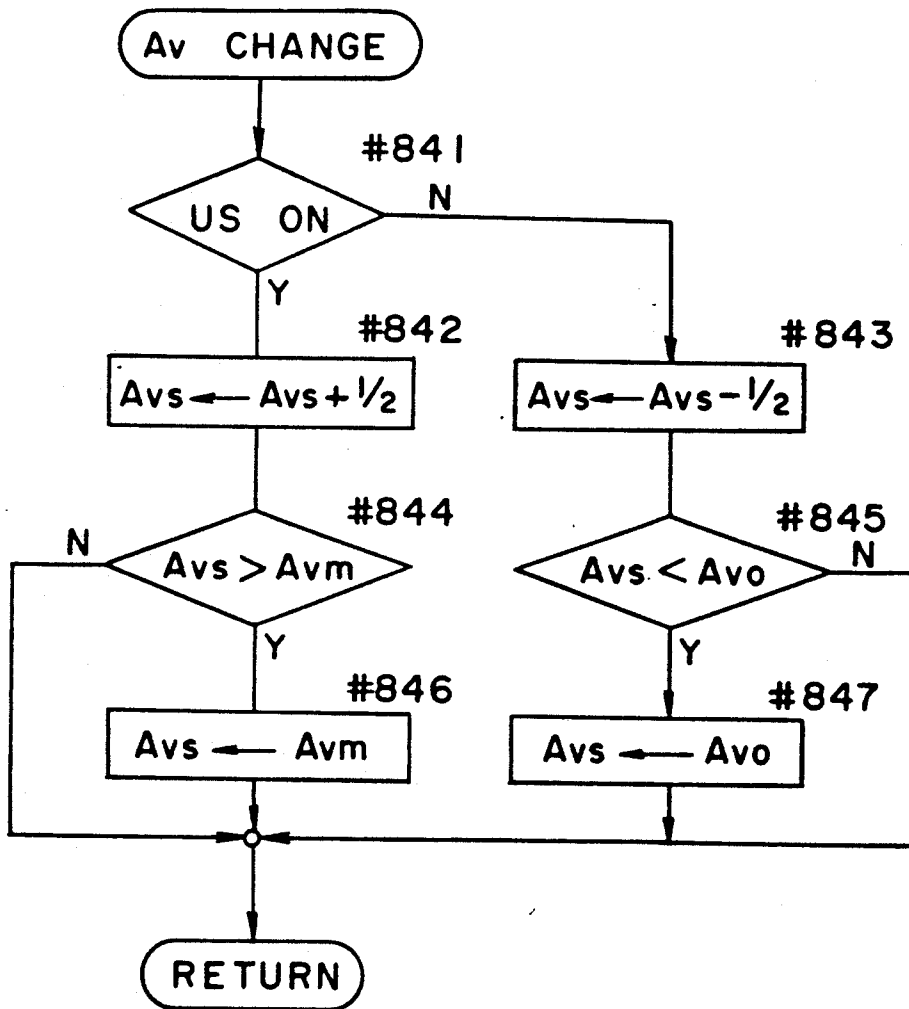 Av CHANGE
#841
US ON
N
Y
#842
Avs ← Avs + 1/2
#843
Avs ← Avs - 1/2
#844
Avs > Avm
N
Y
#845
Avs < Avo
N
Y
#846
Avs ← Avm
#847
Avs ← Avo
RETURN